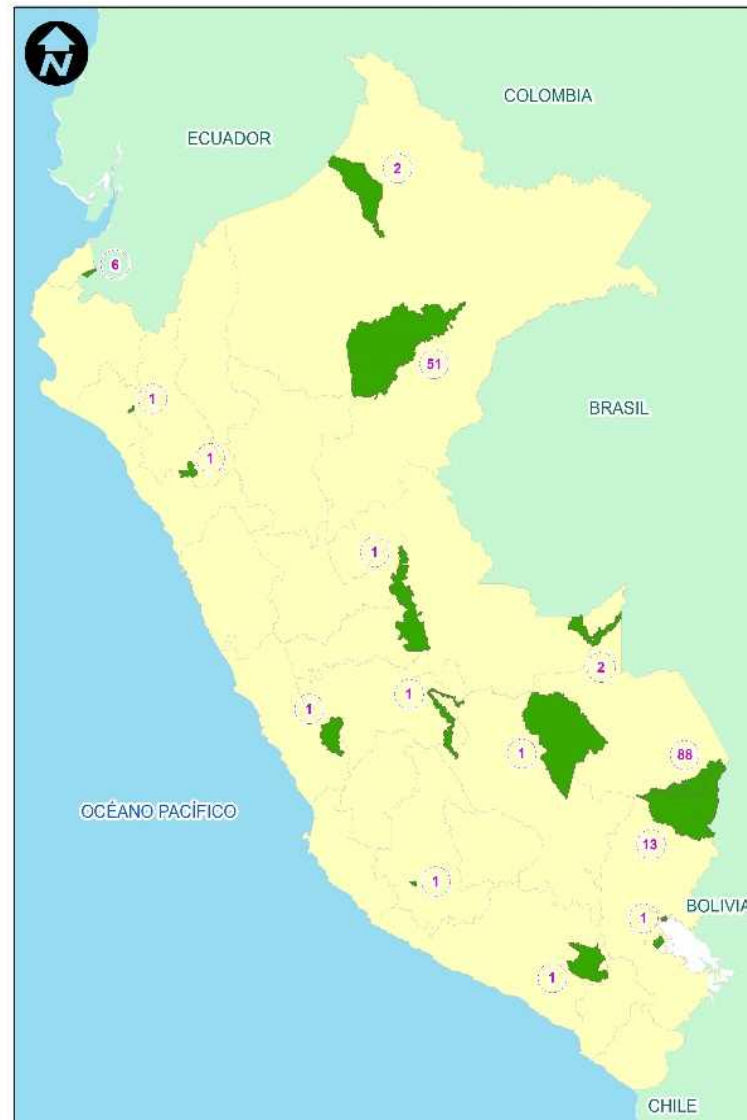 N
COLOMBIA
ECUADOR
2
6
51
1
BRASIL
1
1
2
1
1
1
88
OCÉANO PACÍFICO
13
1
BOLIVIA
1
1
CHILE